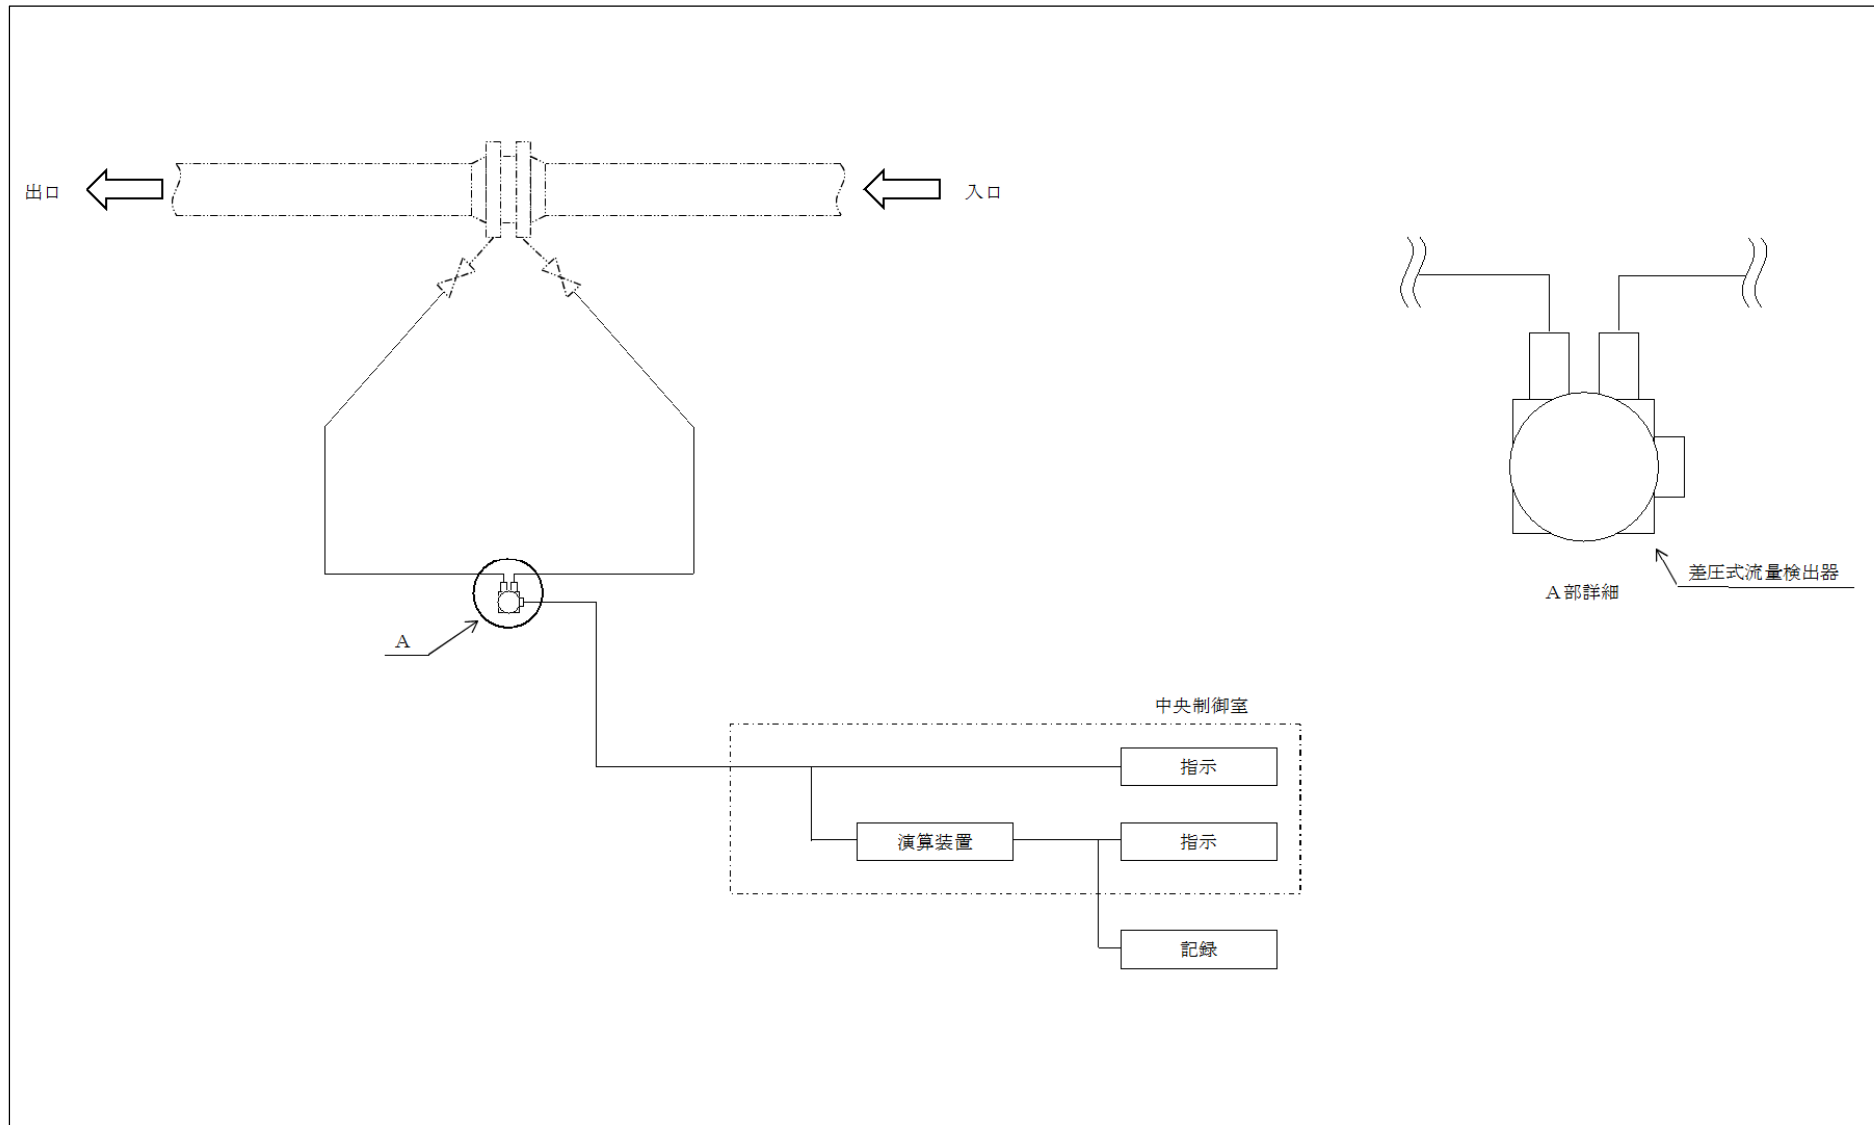 出口
入口
差圧式流量検出器
A部詳細
A
中央制御室
指示
演算装置
指示
記録